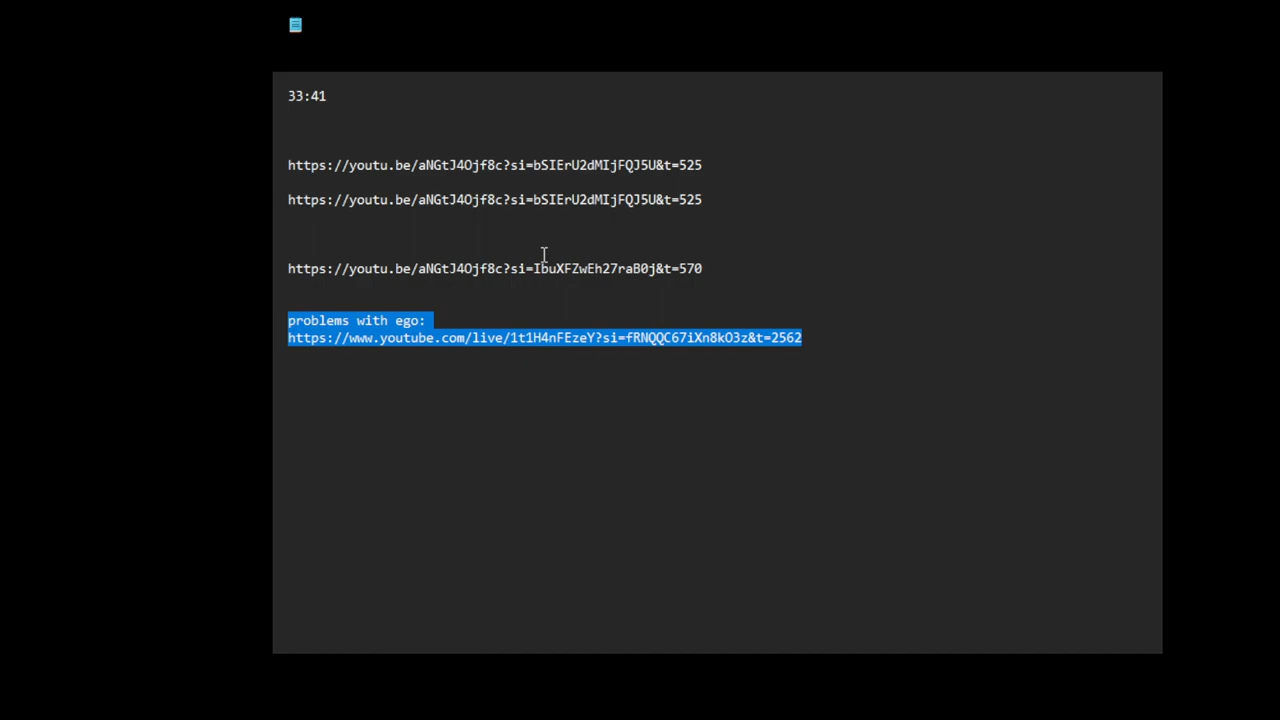 33:41
https://youtu.be/aNGtJ4Ojf8c?si=bSIErU2dMIjFQJ5U&t=525
https://youtu.be/aNGtJ4Ojf8c?si=bSIErU2dMIjFQJ5U&t=525
https://youtu.be/aNGtJ4Ojf8c?si=IbuXFZwEh27raB0j&t=570
problems with ego:
https://www.youtube.com/live/1t1H4nFEzeY?si=fRNQQC67iXn8kO3z&t=2562